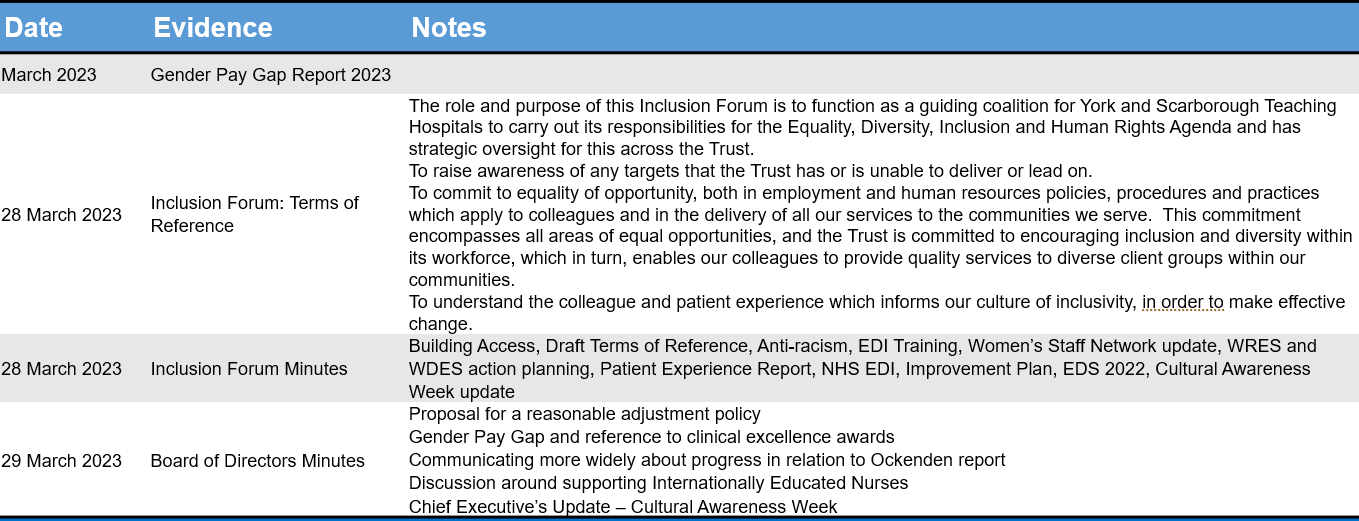 Date Evidence Notes
March 2023 Gender Pay Gap Report 2023
The role and purpose of this Inclusion Forum is to function as a guiding coalition for York and Scarborough Teaching
Hospitals to carry out its responsibilities for the Equality, Diversity, Inclusion and Human Rights Agenda and has
strategic oversight for this across the Trust.
To raise awareness of any targets that the Trust has or is unable to deliver or lead on.
To commit to equality of opportunity, both in employment and human resources policies, procedures and practices
28 March 2023
Inclusion Forum: Terms of
Reference
which apply to colleagues and in the delivery of all our services to the communities we serve.  This commitment
encompasses all areas of equal opportunities, and the Trust is committed to encouraging inclusion and diversity within
its workforce, which in turn, enables our colleagues to provide quality services to diverse client groups within our
communities.
To understand the colleague and patient experience which informs our culture of inclusivity, in order to make effective
change.
28 March 2023
Inclusion Forum Minutes
Building Access, Draft Terms of Reference, Anti-racism, EDI Training, Women’s Staff Network update, WRES and
WDES action planning, Patient Experience Report, NHS EDI, Improvement Plan, EDS 2022, Cultural Awareness
Week update
29 March 2023
Board of Directors Minutes
Proposal for a reasonable adjustment policy
Gender Pay Gap and reference to clinical excellence awards
Communicating more widely about progress in relation to Ockenden report
Discussion around supporting Internationally Educated Nurses
Chief Executive’s Update – Cultural Awareness Week